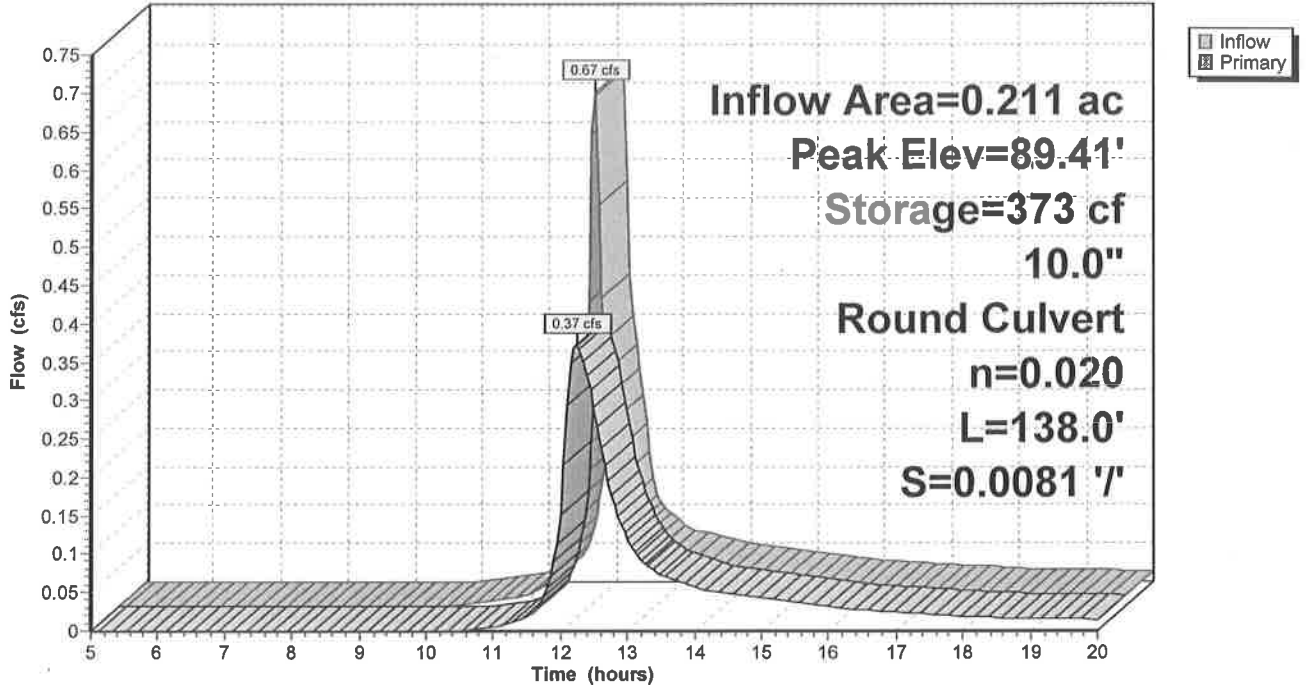 Inflow
Primary
0.67 cfs
0.37 cfs
Inflow Area=0.211 ac
Peak Elev=89.41'
Storage=373 cf
10.0"
Round Culvert
n=0.020
L=138.0'
S=0.0081 '/'
Flow (cfs)
0.75
0.7
0.65
0.6
0.55
0.5
0.45
0.4
0.35
0.3
0.25
0.2
0.15
0.1
0.05
0
5 6 7 8 9 10 11 12 13 14 15 16 17 18 19 20
Time (hours)